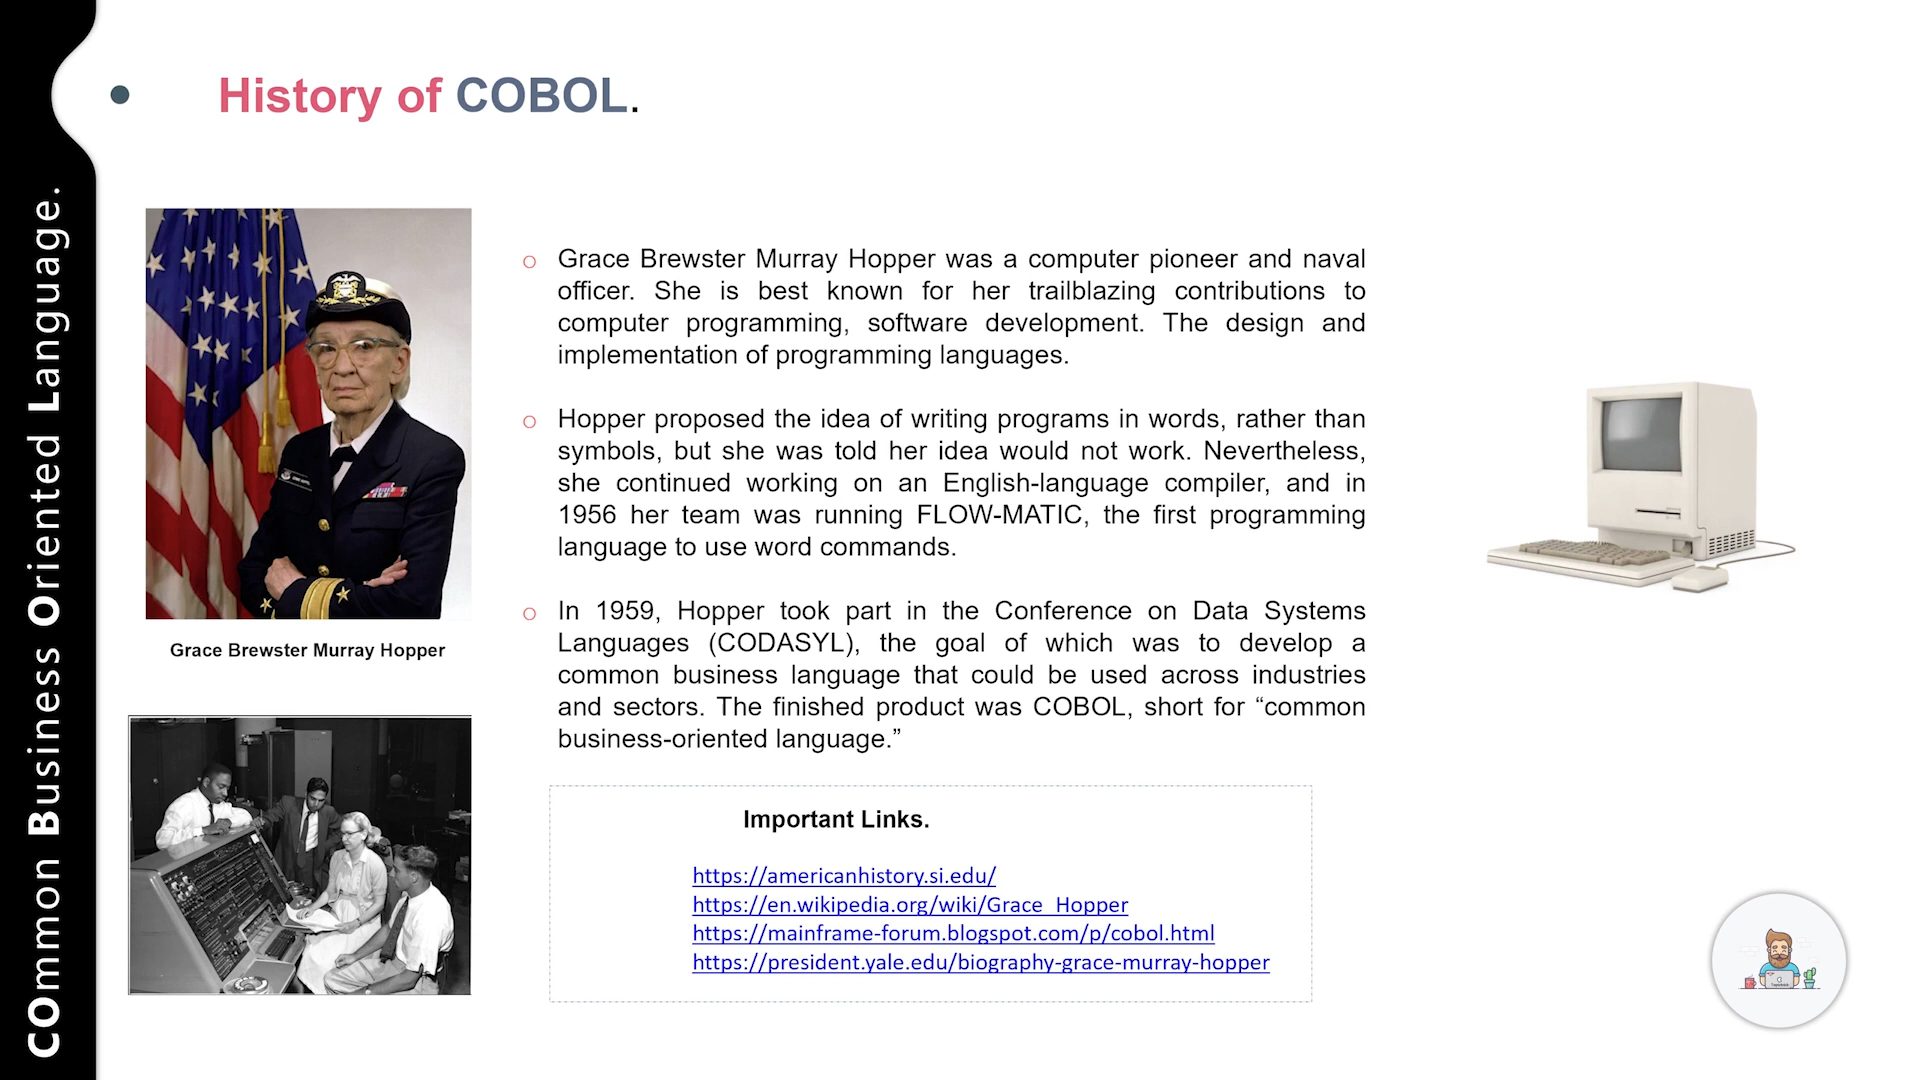 COmmon Business Oriented Language.
History of COBOL.
Grace Brewster Murray Hopper
Grace Brewster Murray Hopper was a computer pioneer and naval
officer. She is best known for her trailblazing contributions to
computer programming, software development. The design and
implementation of programming languages.
Hopper proposed the idea of writing programs in words, rather than
symbols, but she was told her idea would not work. Nevertheless,
she continued working on an English-language compiler, and in
1956 her team was running FLOW-MATIC, the first programming
language to use word commands.
In 1959, Hopper took part in the Conference on Data Systems
Languages (CODASYL), the goal of which was to develop a
common business language that could be used across industries
and sectors. The finished product was COBOL, short for “common
business-oriented language.”
Important Links.
https://americanhistory.si.edu/
https://en.wikipedia.org/wiki/Grace_Hopper
https://mainframe-forum.blogspot.com/p/cobol.html
https://president.yale.edu/biography-grace-murray-hopper